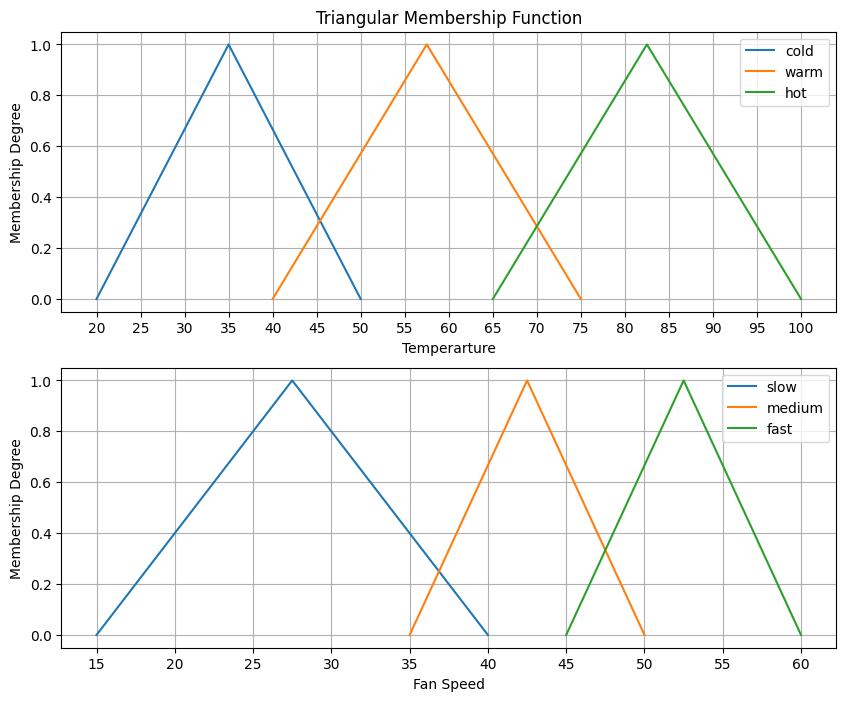 Triangular Membership Function
Membership Degree
1.0
0.8
0.6
0.4
0.2
0.0
cold
warm
hot
20 25 30 35 40 45 50 55 60 65 70 75 80 85 90 95 100
Temperarture
Membership Degree
1.0
0.8
0.6
0.4
0.2
0.0
slow
medium
fast
15 20 25 30 35 40 45 50 55 60
Fan Speed